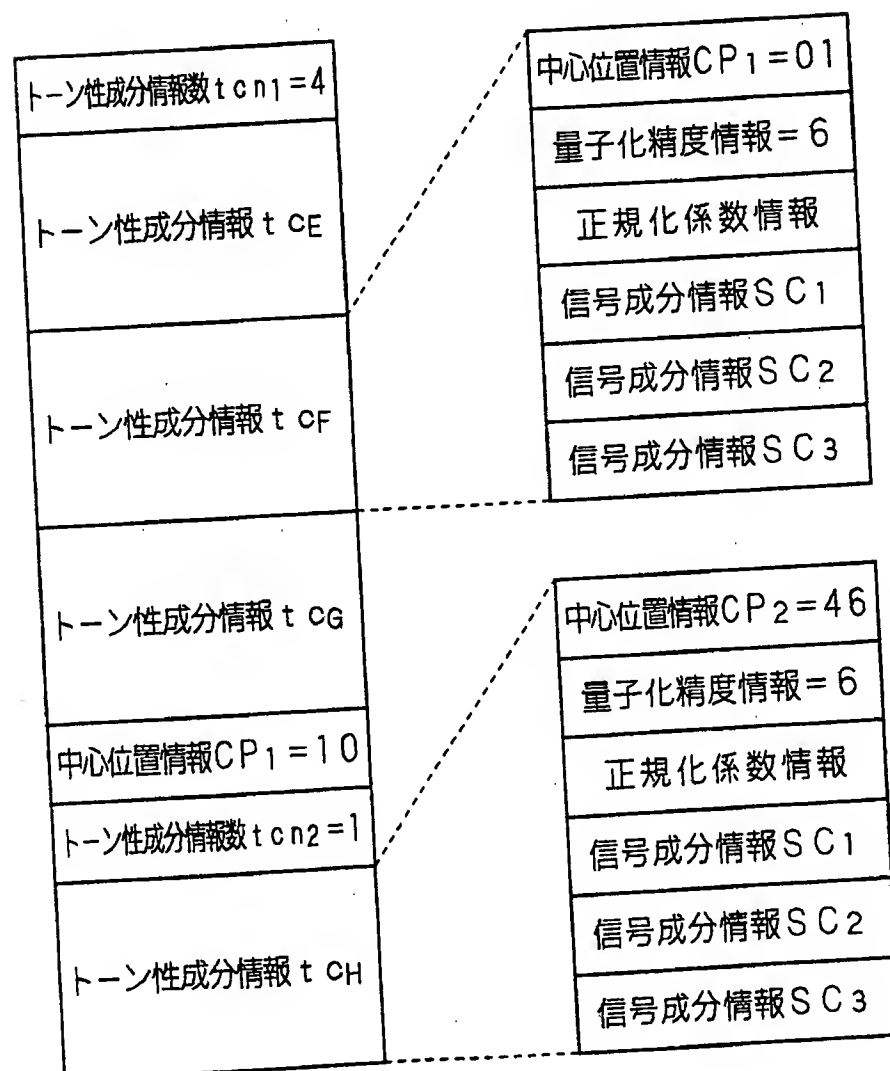 トーン性成分情報数tcn1=4
トーン性成分情報tcE
トーン性成分情報tcF
トーン性成分情報tcG
中心位置情報CP1=10
トーン性成分情報数tcn2=1
トーン性成分情報tcH
中心位置情報CP1=01
量子化精度情報=6
正規化係数情報
信号成分情報SC1
信号成分情報SC2
信号成分情報SC3
中心位置情報CP2=46
量子化精度情報=6
正規化係数情報
信号成分情報SC1
信号成分情報SC2
信号成分情報SC3